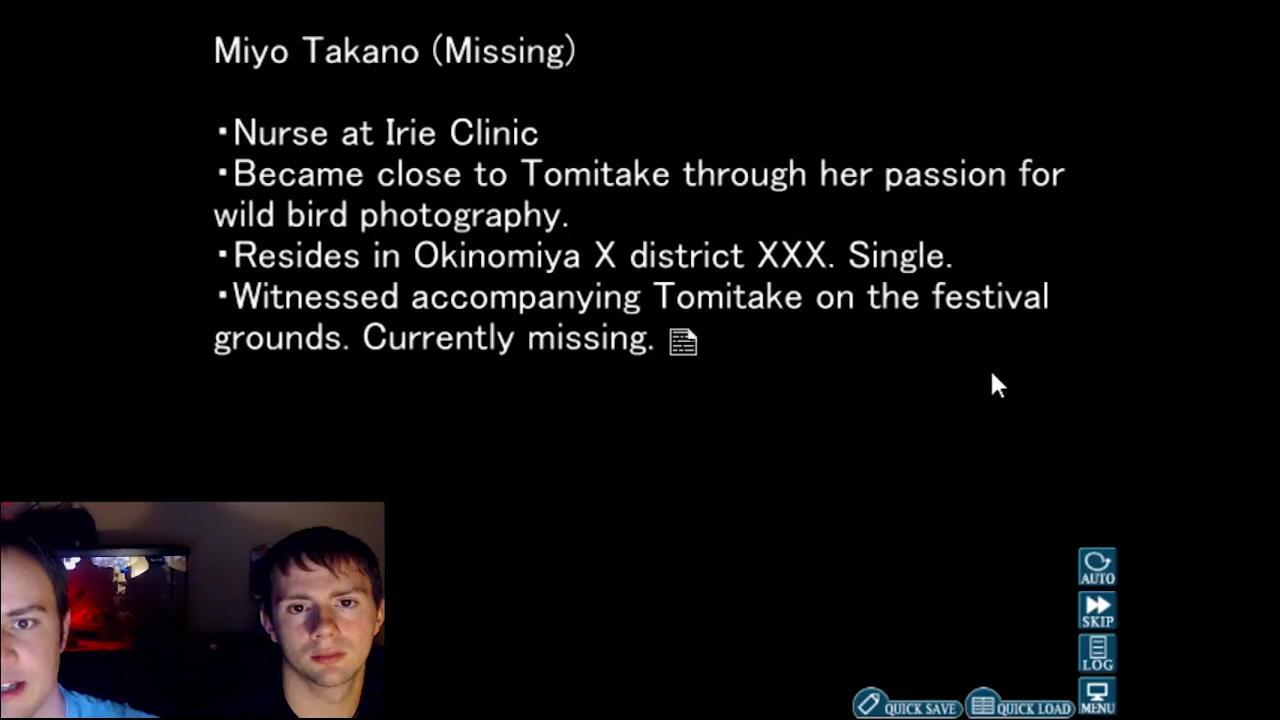 Miyo Takano (Missing)
・Nurse at Irie Clinic
・Became close to Tomitake through her passion for
wild bird photography.
・Resides in Okinomiya X district XXX. Single.
・Witnessed accompanying Tomitake on the festival
grounds. Currently missing.
AUTO
SKIP
LOG
MENU
QUICK SAVE
QUICK LOAD